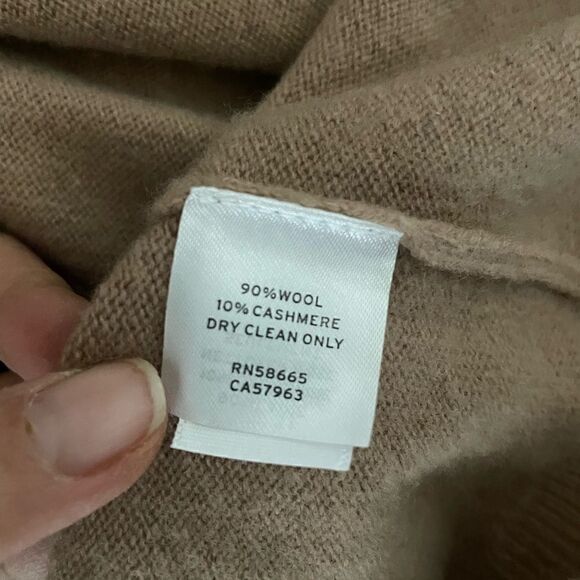 90%WOOL
10%CASHMERE
DRY CLEAN ONLY
RN58665
CA57963